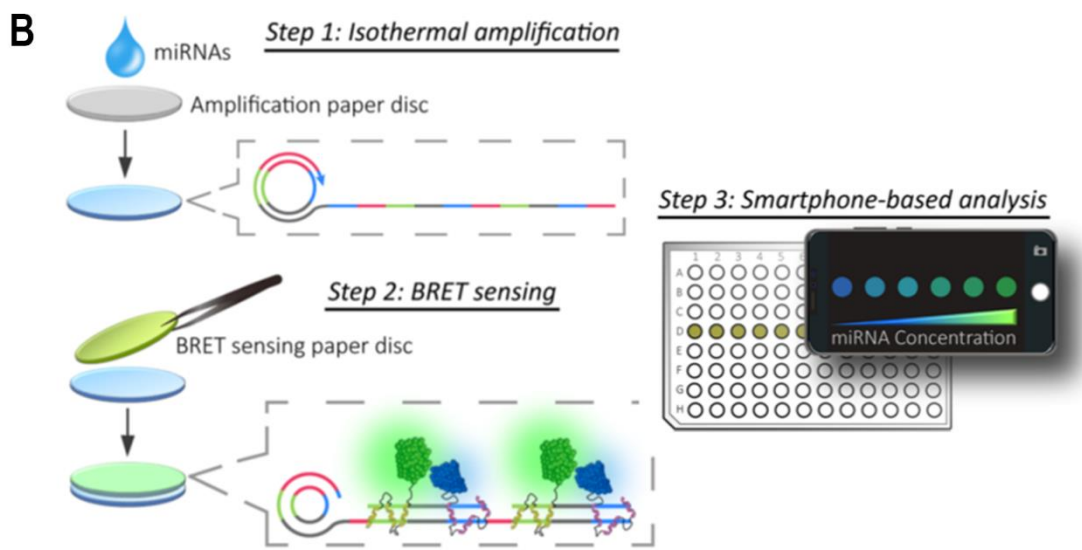 B
Step 1: Isothermal amplification
miRNAs
Amplification paper disc
Step 2: BRET sensing
BRET sensing paper disc
Step 3: Smartphone-based analysis
1 2 3 4 5 6
A
B
C
D
E
F
G
H
miRNA Concentration